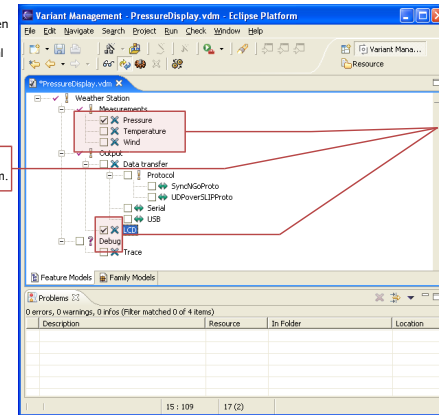 en
al
m.
Variant Management - PressureDisplay.vdm - Eclipse Platform
File Edit Navigate Search Project Run Check Window Help
Variant Mana...
Resource
*PressureDisplay.vdm
Weather Station
Measurements
Pressure
Temperature
Wind
Output
Data transfer
Protocol
SyncNGoProto
UDPoverSLIPProto
Serial
USB
LCD
Debug
Trace
Feature Models Family Models
Problems
0 errors, 0 warnings, 0 infos (Filter matched 0 of 4 items)
Description Resource In Folder Location
15 : 109 17 (2)